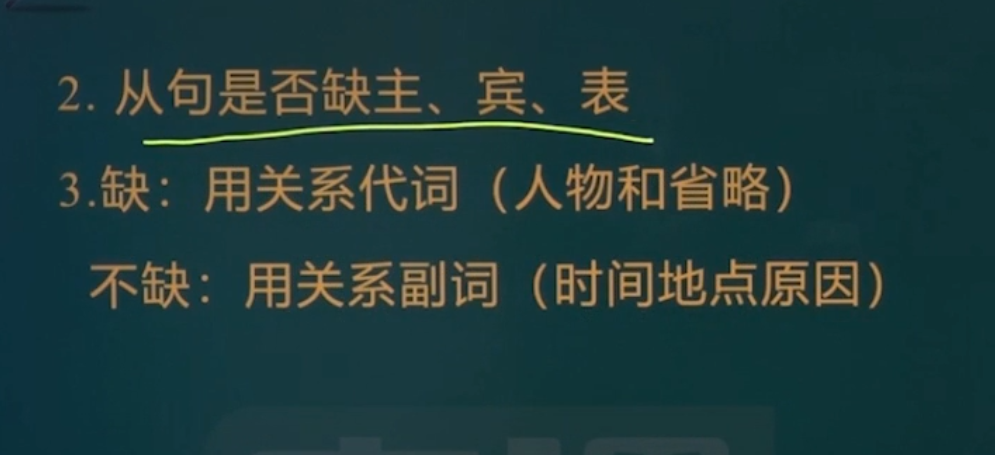 2. 从句是否缺主、宾、表
3.缺：用关系代词（人物和省略）
不缺：用关系副词（时间地点原因）